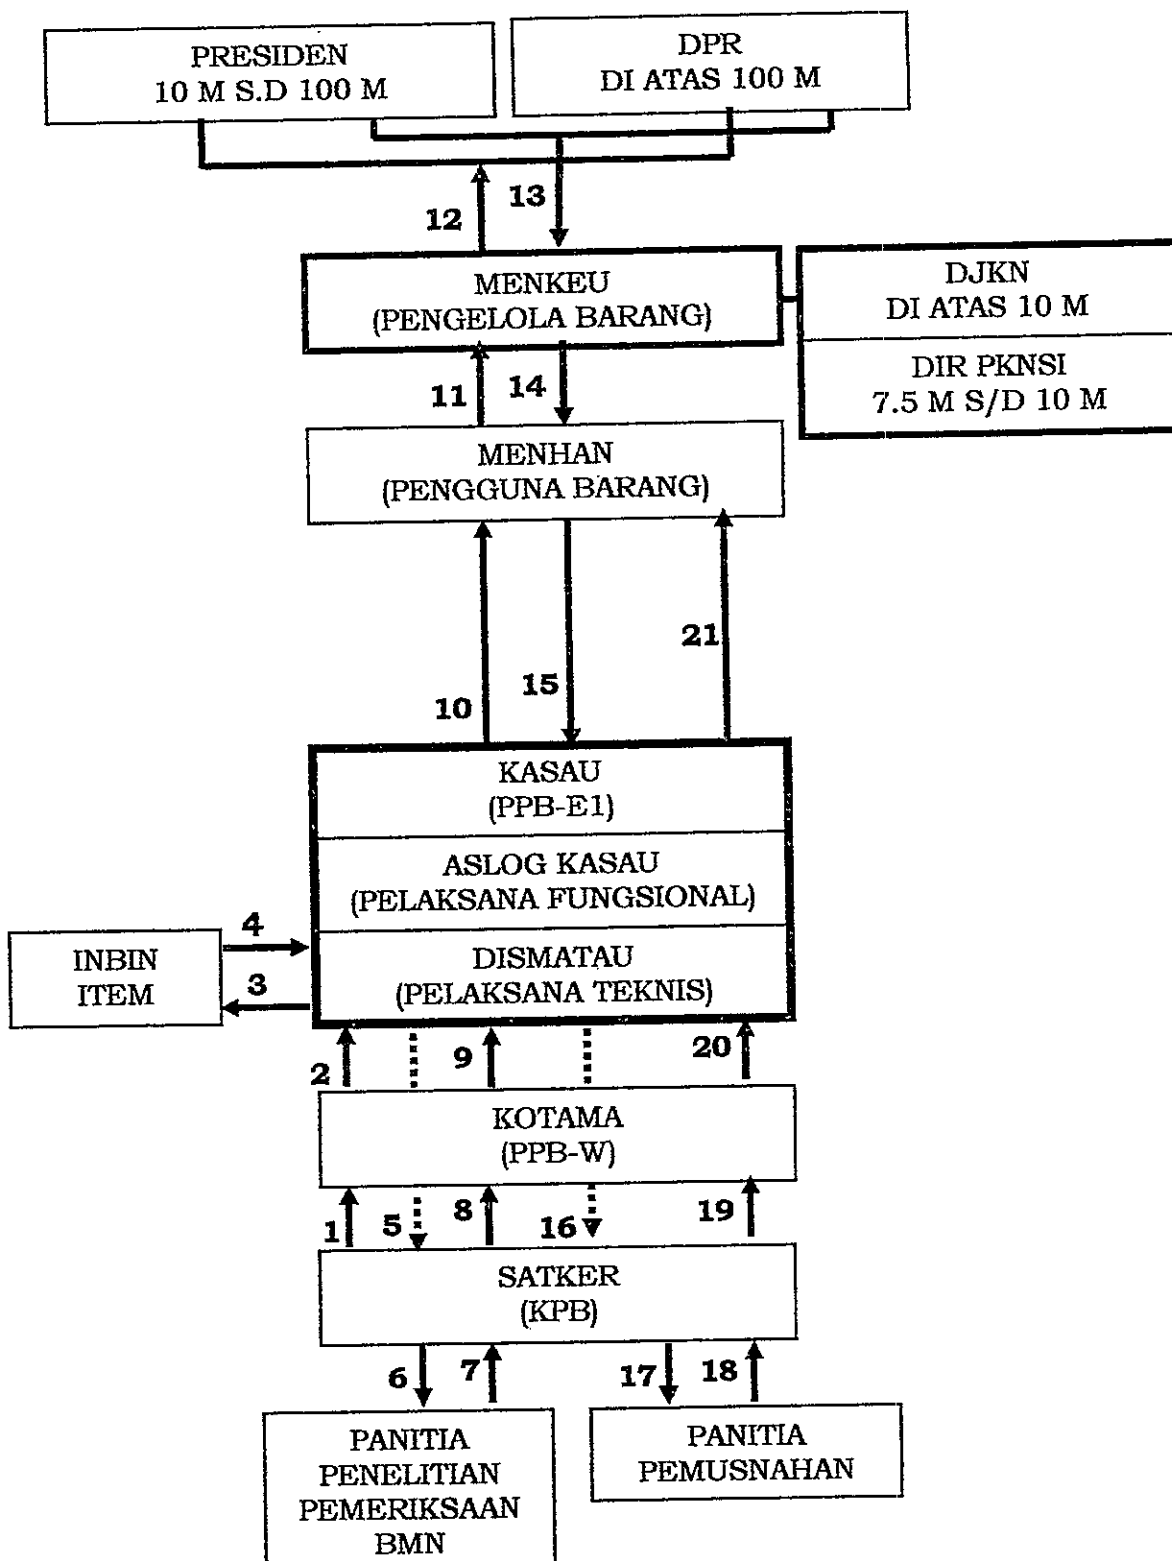 PRESIDEN
10 M S.D 100 M
DPR
DI ATAS 100 M
12
13
MENKEU
(PENGELOLA BARANG)
DJKN
DI ATAS 10 M
DIR PKNSI
7.5 M S/D 10 M
11
14
MENHAN
(PENGGUNA BARANG)
10
15
21
KASAU
(PPB-E1)
ASLOG KASAU
(PELAKSANA FUNGSIONAL)
DISMATAU
(PELAKSANA TEKNIS)
INBIN
ITEM
4
3
2
9
20
KOTAMA
(PPB-W)
1
5
8
16
19
SATKER
(KPB)
6
7
17
18
PANITIA
PENELITIAN
PEMERIKSAAN
BMN
PANITIA
PEMUSNAHAN